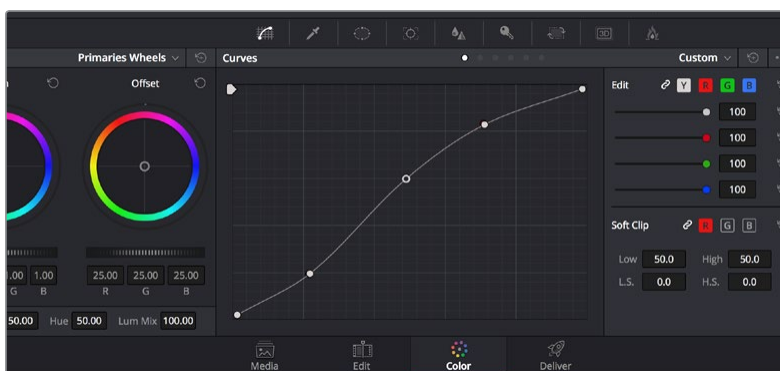 Primaries Wheels
Curves
Custom
Offset
Edit
Y R G B
100
100
100
100
Soft Clip
R G B
.00 1.00
25.00 25.00 25.00
G B
R G B
Low 50.0 High 50.0
L.S. 0.0 H.S. 0.0
50.00 Hue 50.00 Lum Mix 100.00
3D
Media
Edit
Color
Deliver